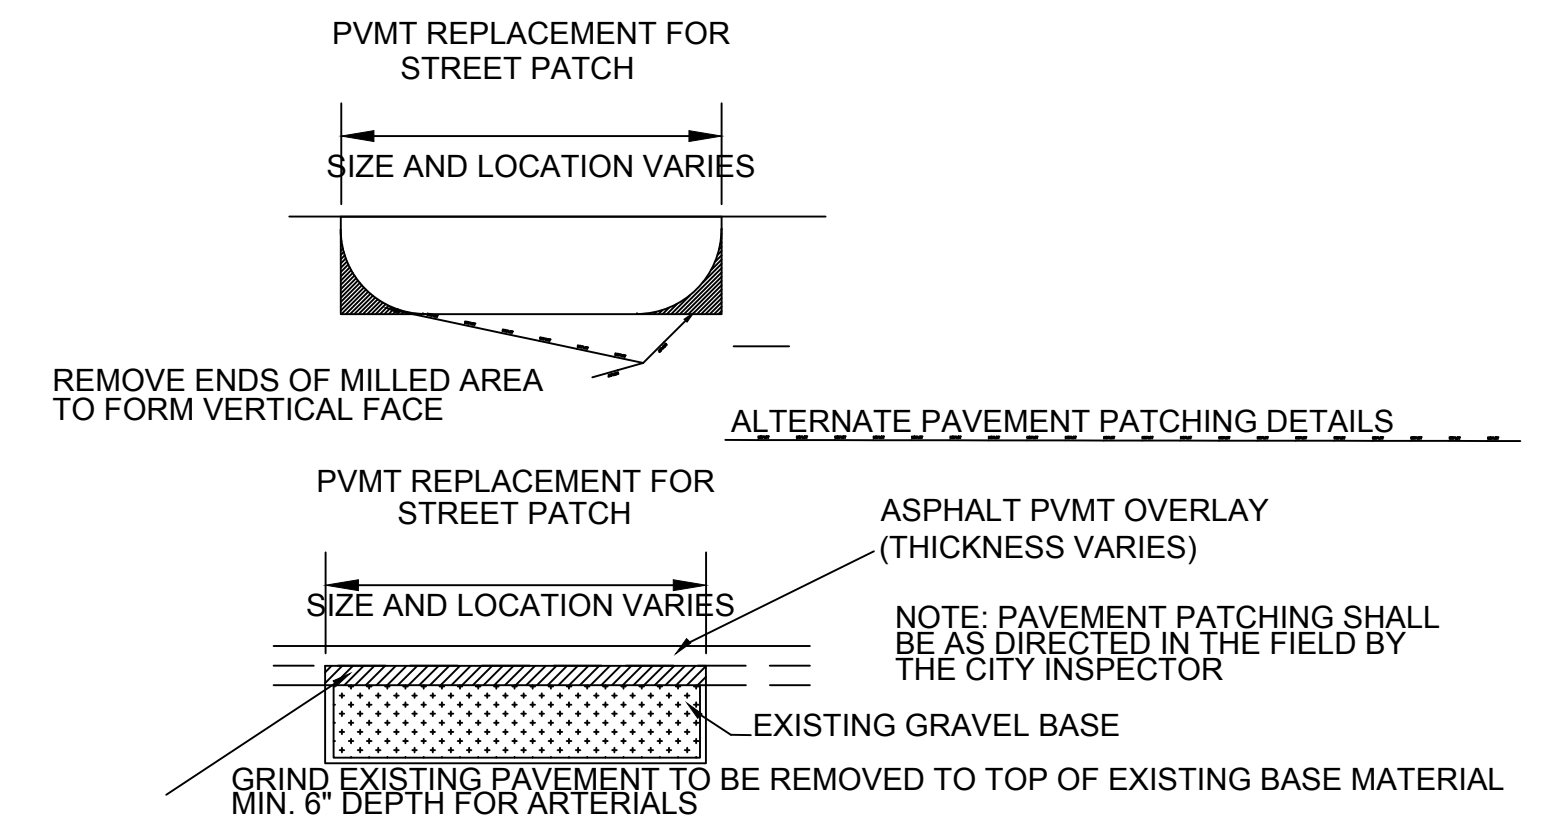 PVMT REPLACEMENT FOR
STREET PATCH
SIZE AND LOCATION VARIES
REMOVE ENDS OF MILLED AREA
TO FORM VERTICAL FACE
ALTERNATE PAVEMENT PATCHING DETAILS
PVMT REPLACEMENT FOR
STREET PATCH
ASPHALT PVMT OVERLAY
(THICKNESS VARIES)
SIZE AND LOCATION VARIES
NOTE: PAVEMENT PATCHING SHALL
BE AS DIRECTED IN THE FIELD BY
THE CITY INSPECTOR
EXISTING GRAVEL BASE
GRIND EXISTING PAVEMENT TO BE REMOVED TO TOP OF EXISTING BASE MATERIAL
MIN. 6" DEPTH FOR ARTERIALS